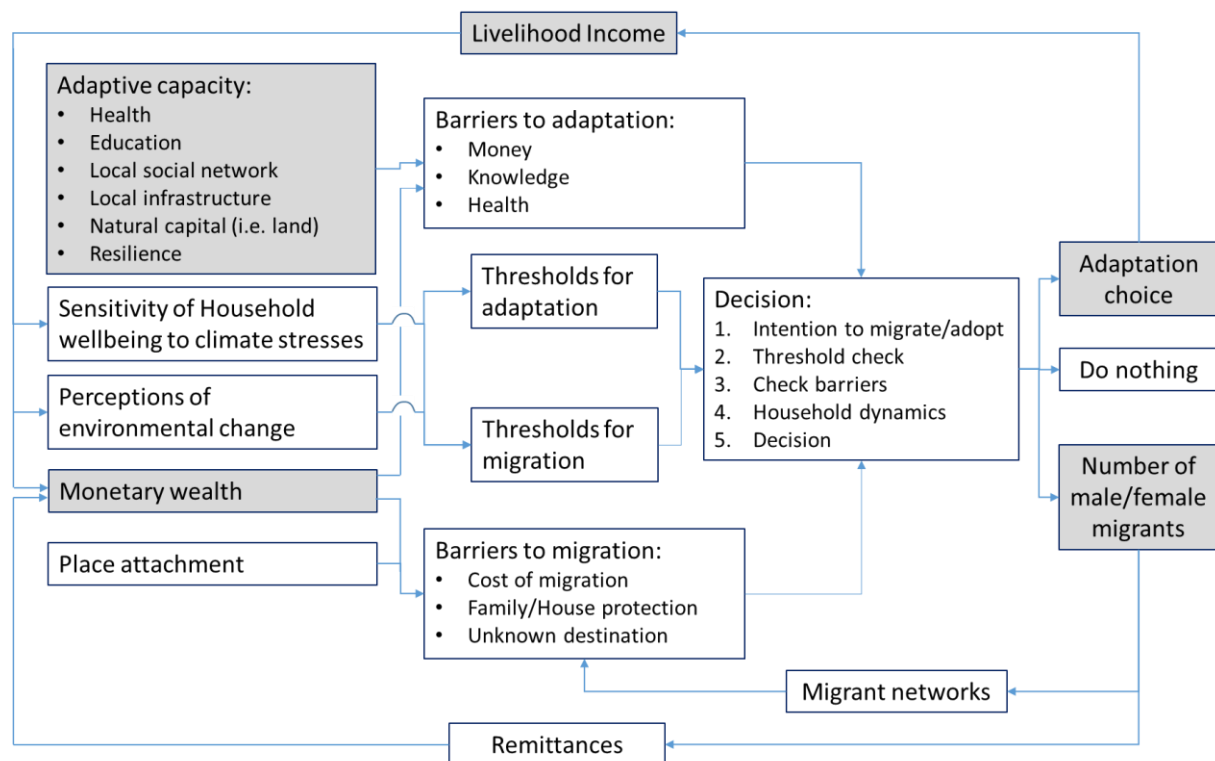 Livelihood Income
Adaptive capacity:
• Health
• Education
• Local social network
• Local infrastructure
• Natural capital (i.e. land)
• Resilience
Barriers to adaptation:
• Money
• Knowledge
• Health
Sensitivity of Household
wellbeing to climate stresses
Perceptions of
environmental change
Monetary wealth
Place attachment
Thresholds for
adaptation
Thresholds for
migration
Barriers to migration:
• Cost of migration
• Family/House protection
• Unknown destination
Decision:
1. Intention to migrate/adopt
2. Threshold check
3. Check barriers
4. Household dynamics
5. Decision
Adaptation
choice
Do nothing
Number of
male/female
migrants
Migrant networks
Remittances